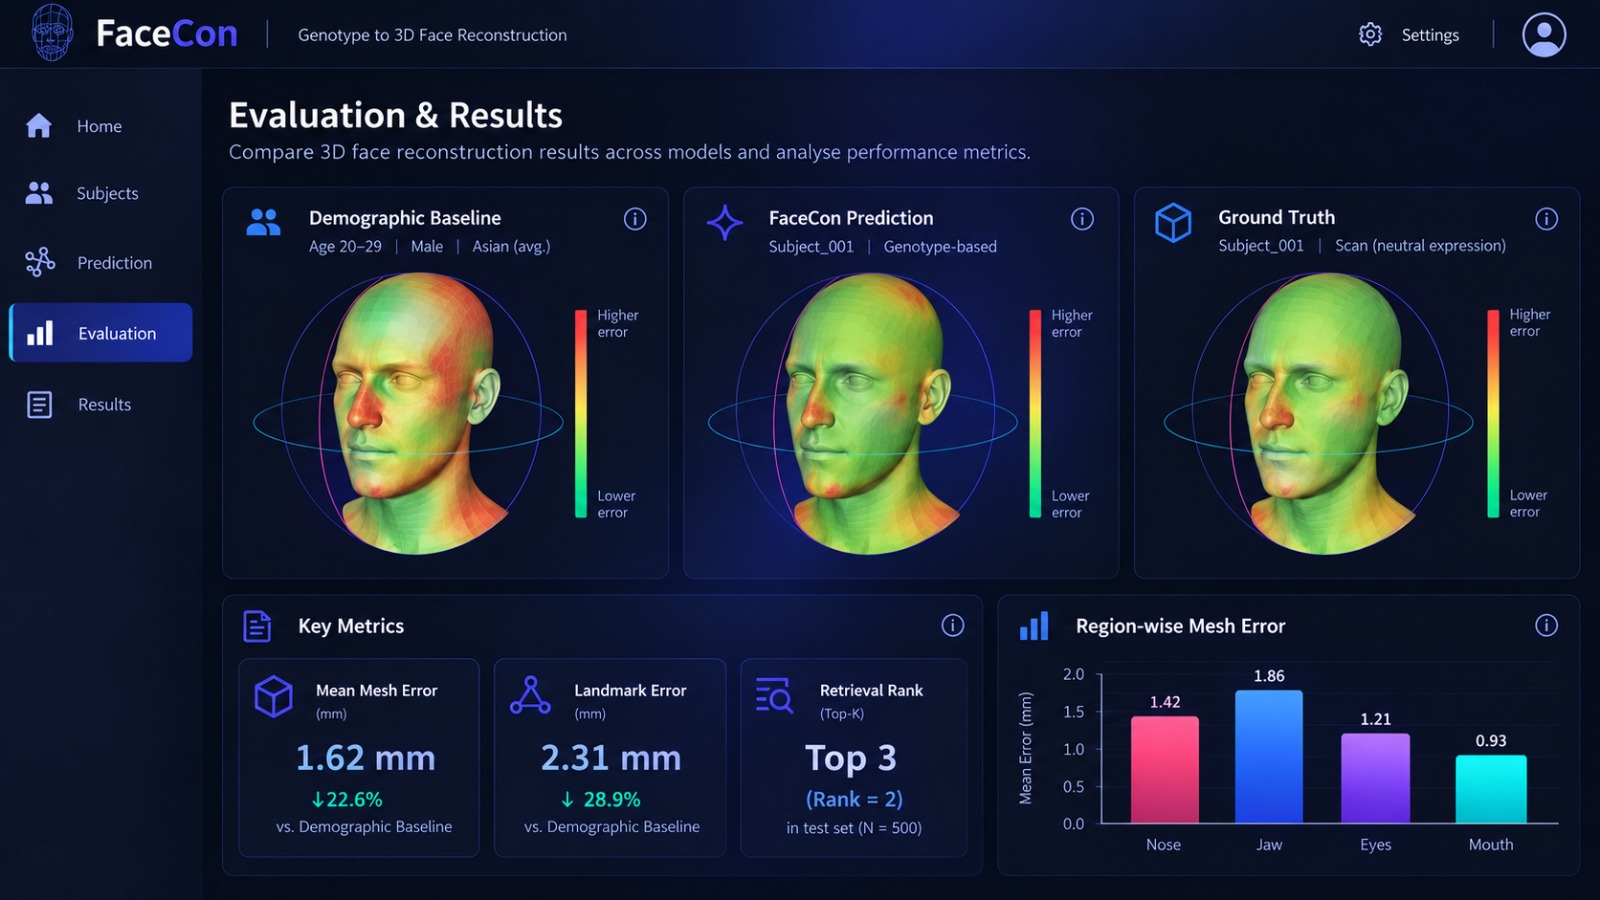 FaceCon
Genotype to 3D Face Reconstruction
Settings
Home
Subjects
Prediction
Evaluation
Results
Evaluation & Results
Compare 3D face reconstruction results across models and analyse performance metrics.
Demographic Baseline
Age 20–29 | Male | Asian (avg.)
Higher
error
Lower
error
FaceCon Prediction
Subject_001 | Genotype-based
Higher
error
Lower
error
Ground Truth
Subject_001 | Scan (neutral expression)
Higher
error
Lower
error
Key Metrics
Mean Mesh Error
(mm)
1.62 mm
↓22.6%
vs. Demographic Baseline
Landmark Error
(mm)
2.31 mm
↓ 28.9%
vs. Demographic Baseline
Retrieval Rank
(Top-K)
Top 3
(Rank = 2)
in test set (N = 500)
Region-wise Mesh Error
Mean Error (mm)
2.0
1.5
1.0
0.5
0.0
1.42
1.86
1.21
0.93
Nose
Jaw
Eyes
Mouth